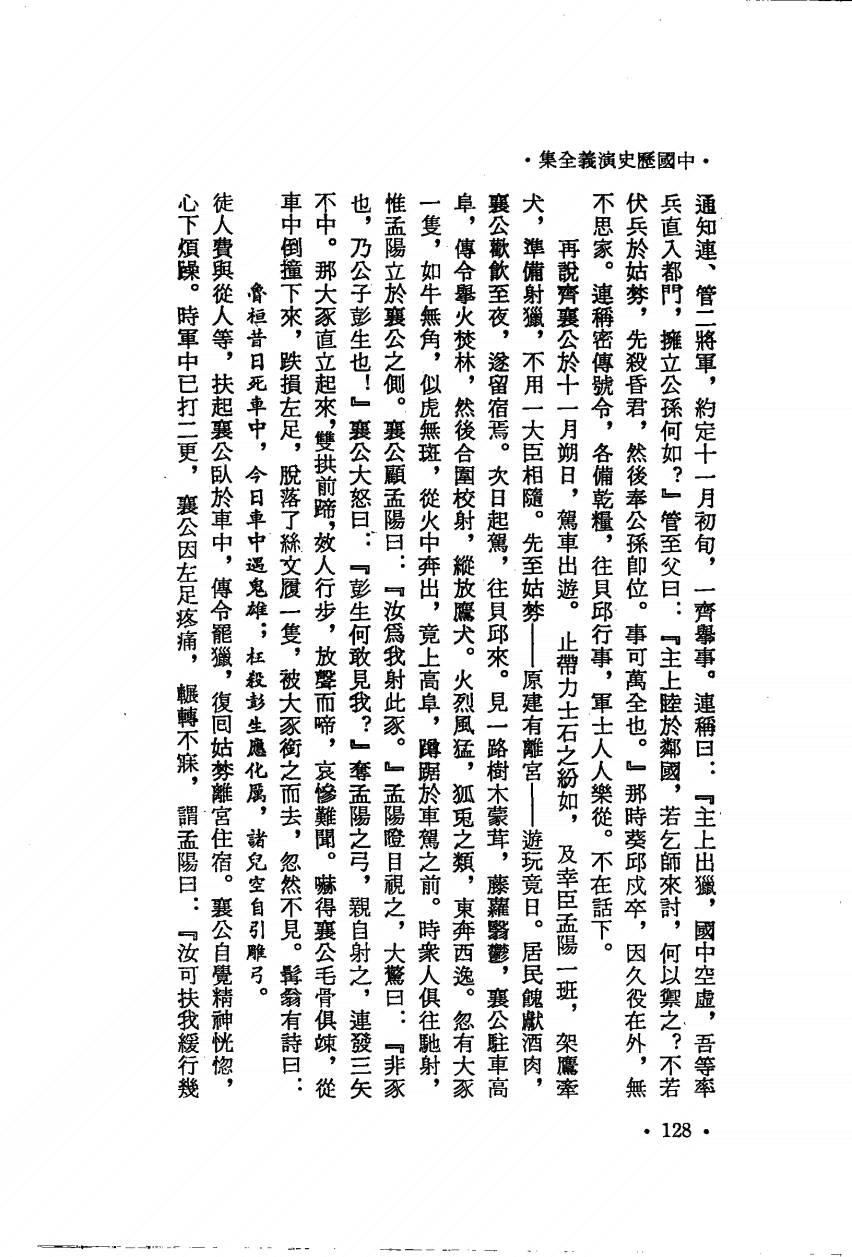 ·中國歷史演義全集·
通知連、管二將軍，約定十一月初旬，一齊舉事。連稱曰：『主上出獵，國中空虛，吾等率
兵直入都門，擁立公孫何如？』管至父曰：『主上睦於鄰國，若乞師來討，何以禦之？不若
伏兵於姑棼，先殺昏君，然後奉公孫卽位。事可萬全也。』那時葵邱戍卒，因久役在外，無
不思家。連稱密傳號令，各備乾糧，往貝邱行事，軍士人人樂從。不在話下。
再說齊襄公於十一月朔日，駕車出遊。止帶力士石之紛如，及幸臣孟陽一班，架鷹牽
犬，準備射獵，不用一大臣相隨。先至姑棼——原建有離宮——遊玩竟日。居民餽獻酒肉，
襄公歡飲至夜，遂留宿焉。次日起駕，往貝邱來。見一路樹木蒙茸，藤蘿翳鬱，襄公駐車高
阜，傳令舉火焚林，然後合圍校射，縱放鷹犬。火烈風猛，狐兎之類，東奔西逸。忽有大豕
一隻，如牛無角，似虎無斑，從火中奔出，竟上高阜，蹲踞於車駕之前。時衆人俱往馳射，
惟孟陽立於襄公之側。襄公顧孟陽曰：『汝爲我射此豕。』孟陽瞪目視之，大驚曰：『非豕
也，乃公子彭生也！』襄公大怒曰：『彭生何敢見我？』奪孟陽之弓，親自射之，連發三矢
不中。那大豕直立起來，雙拱前蹄，效人行步，放聲而啼，哀慘難聞。嚇得襄公毛骨俱竦，從
車中倒撞下來，跌損左足，脫落了絲文屨一隻，被大豕銜之而去，忽然不見。髯翁有詩曰：
魯桓昔日死車中，今日車中遇鬼雄；枉殺彭生應化厲，諸兒空自引雕弓。
徒人費與從人等，扶起襄公臥於車中，傳令罷獵，復回姑棼離宮住宿。襄公自覺精神恍惚，
心下煩躁。時軍中已打二更，襄公因左足疼痛，輾轉不寐，謂孟陽曰：『汝可扶我緩行幾
·128·